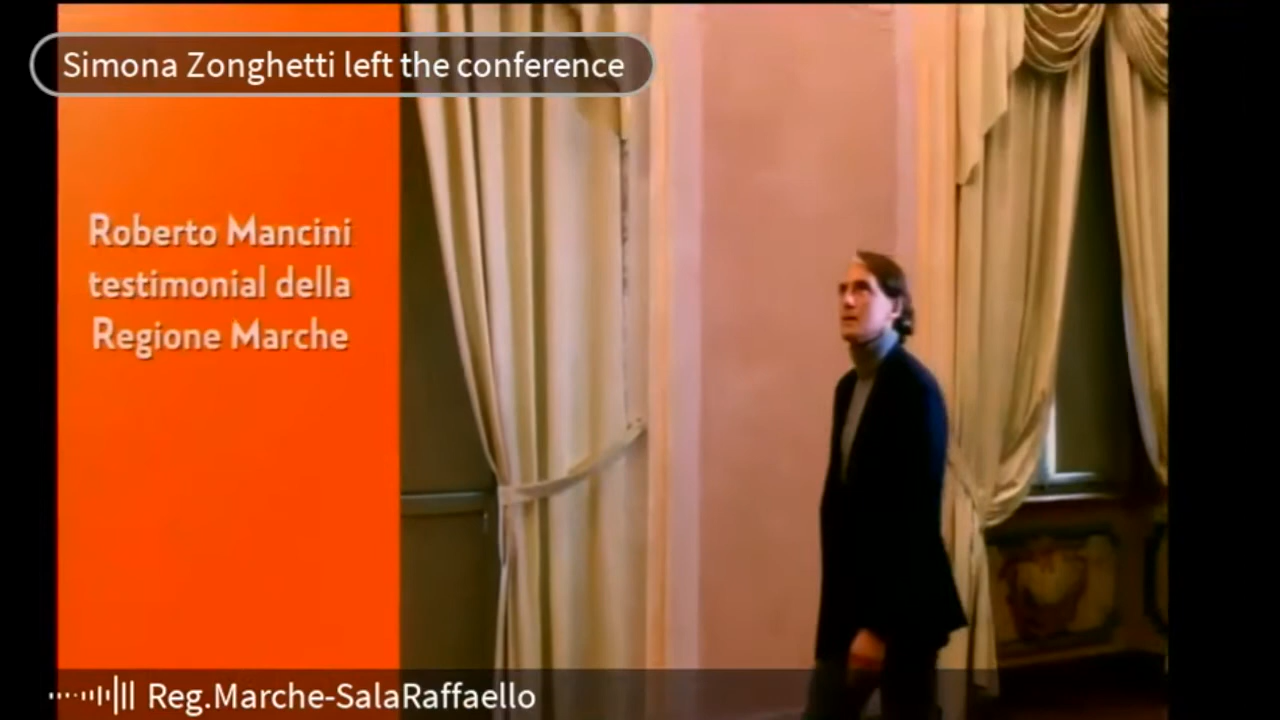 Simona Zonghetti left the conference
Roberto Mancini
testimonial della
Regione Marche
Reg.Marche-SalaRaffaello